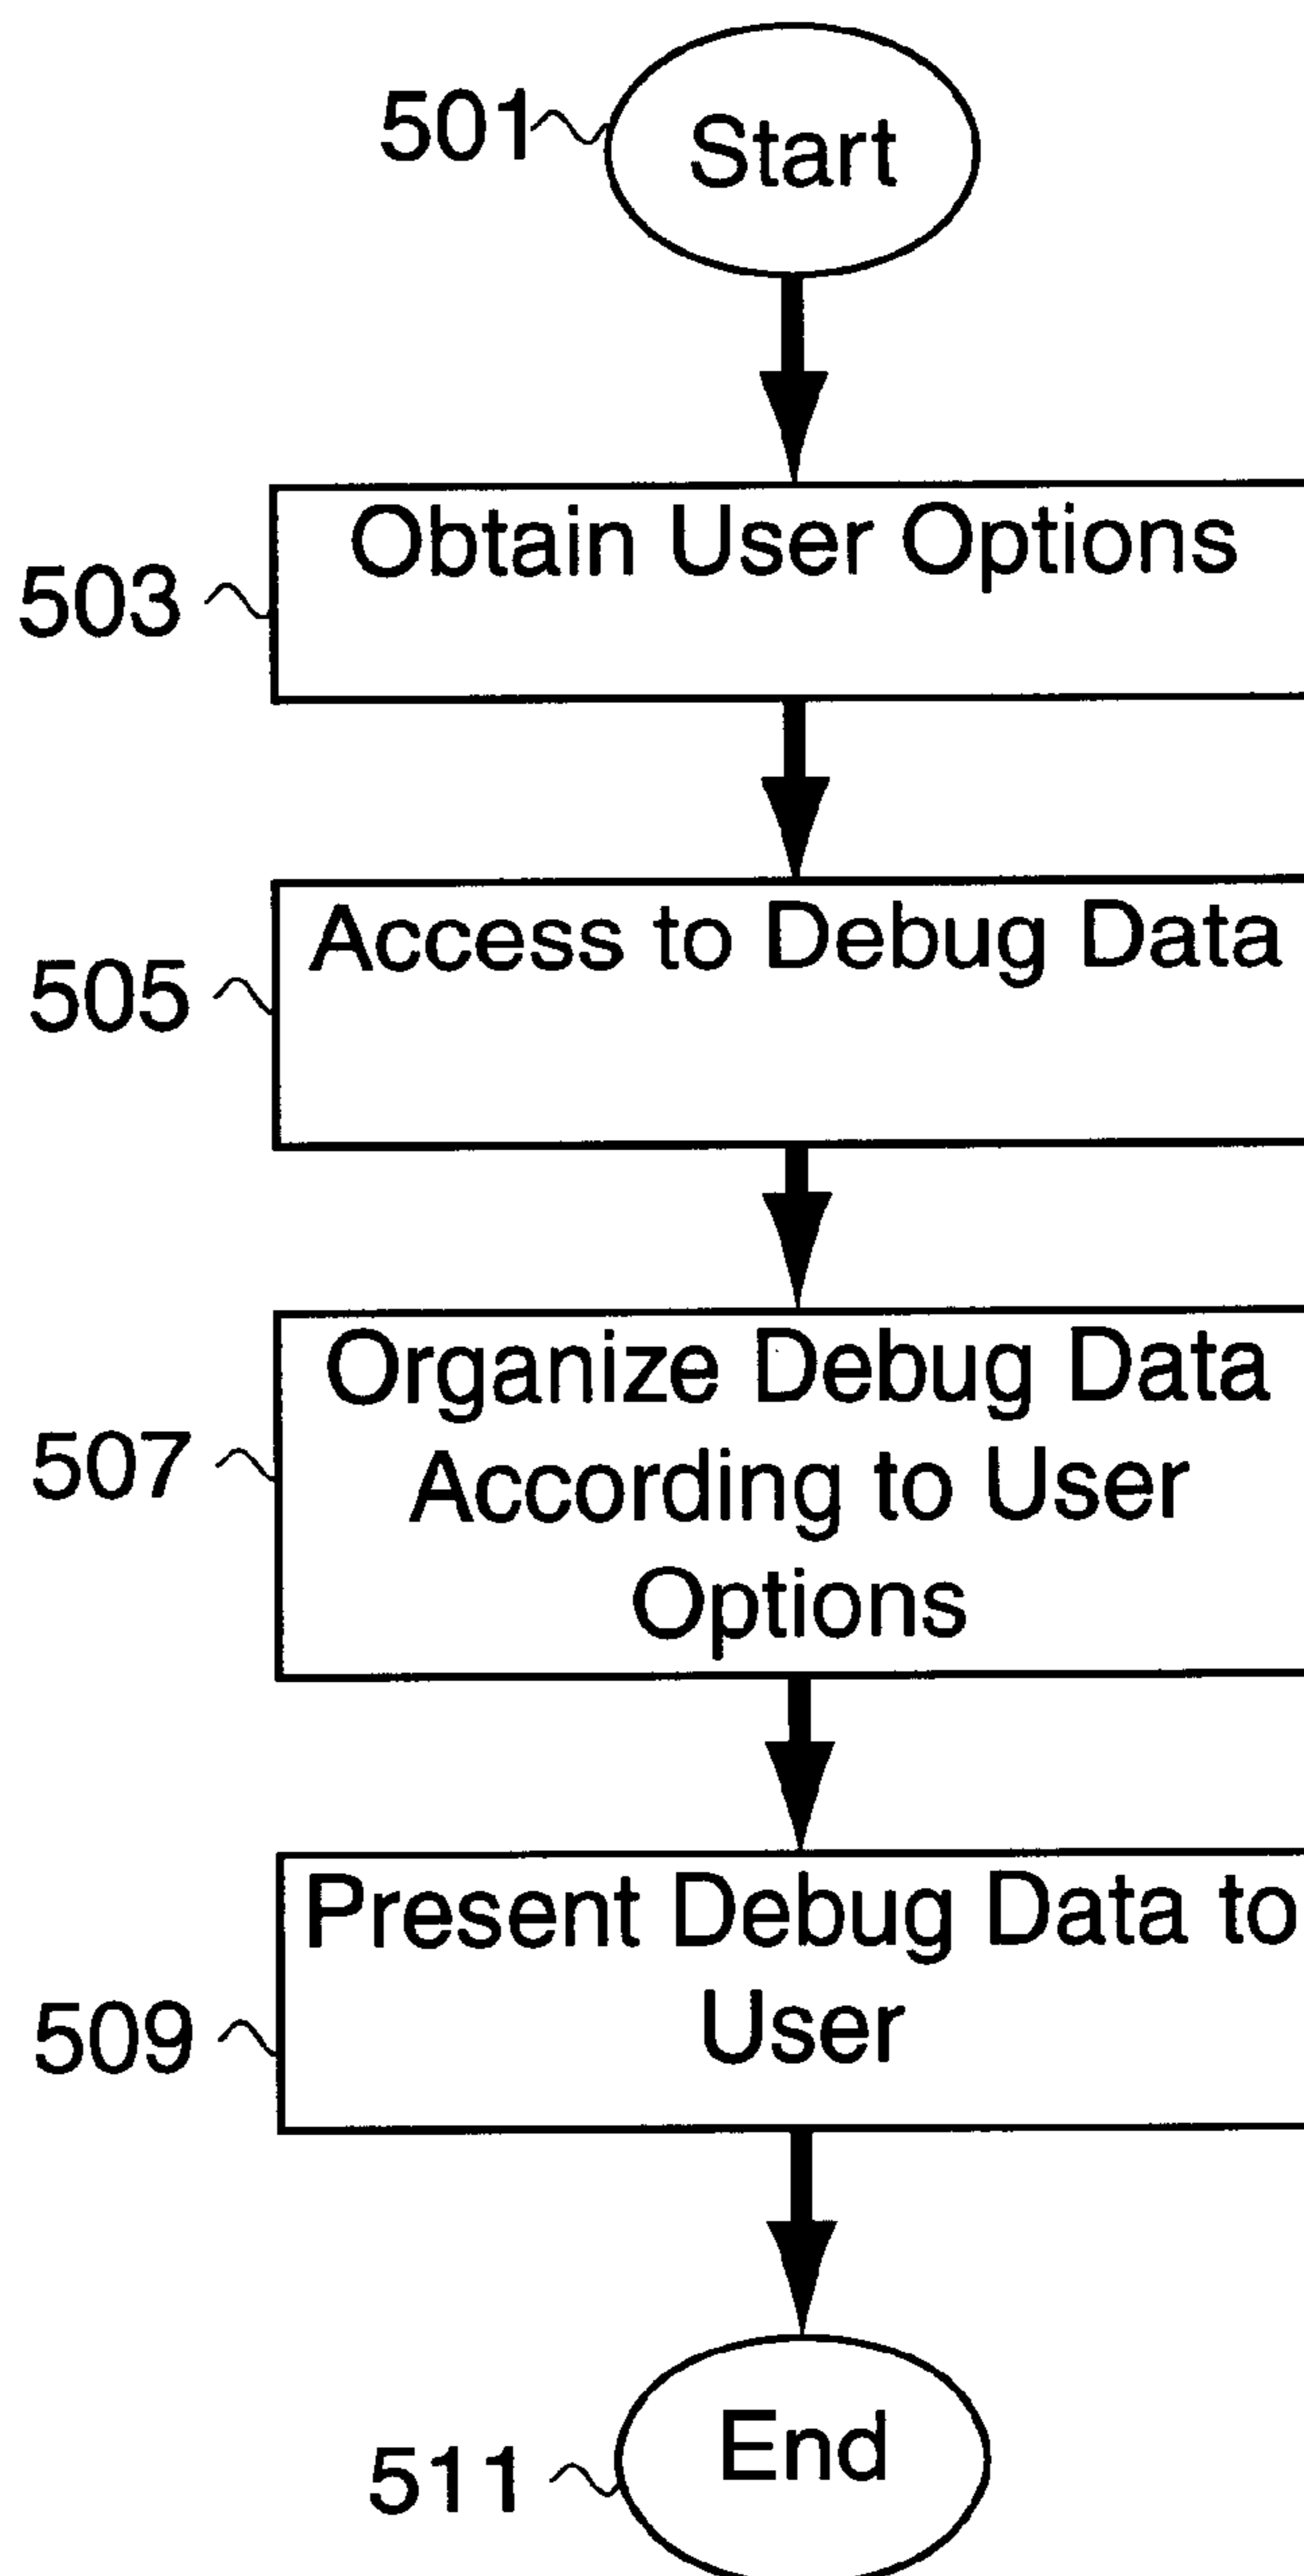 501
Start
Obtain User Options
503
Access to Debug Data
505
Organize Debug Data
According to User
Options
507
Present Debug Data to
User
509
End
511